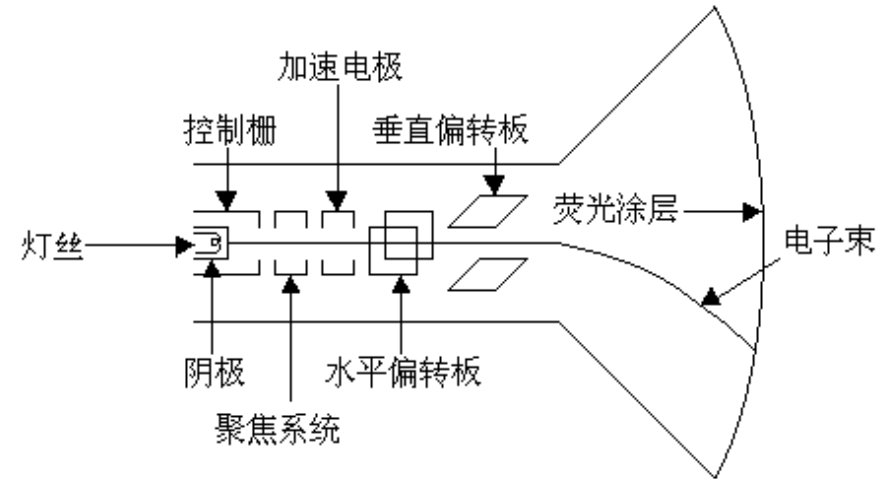 加速电极
控制栅
垂直偏转板
荧光涂层
灯丝
电子束
阴极
水平偏转板
聚焦系统